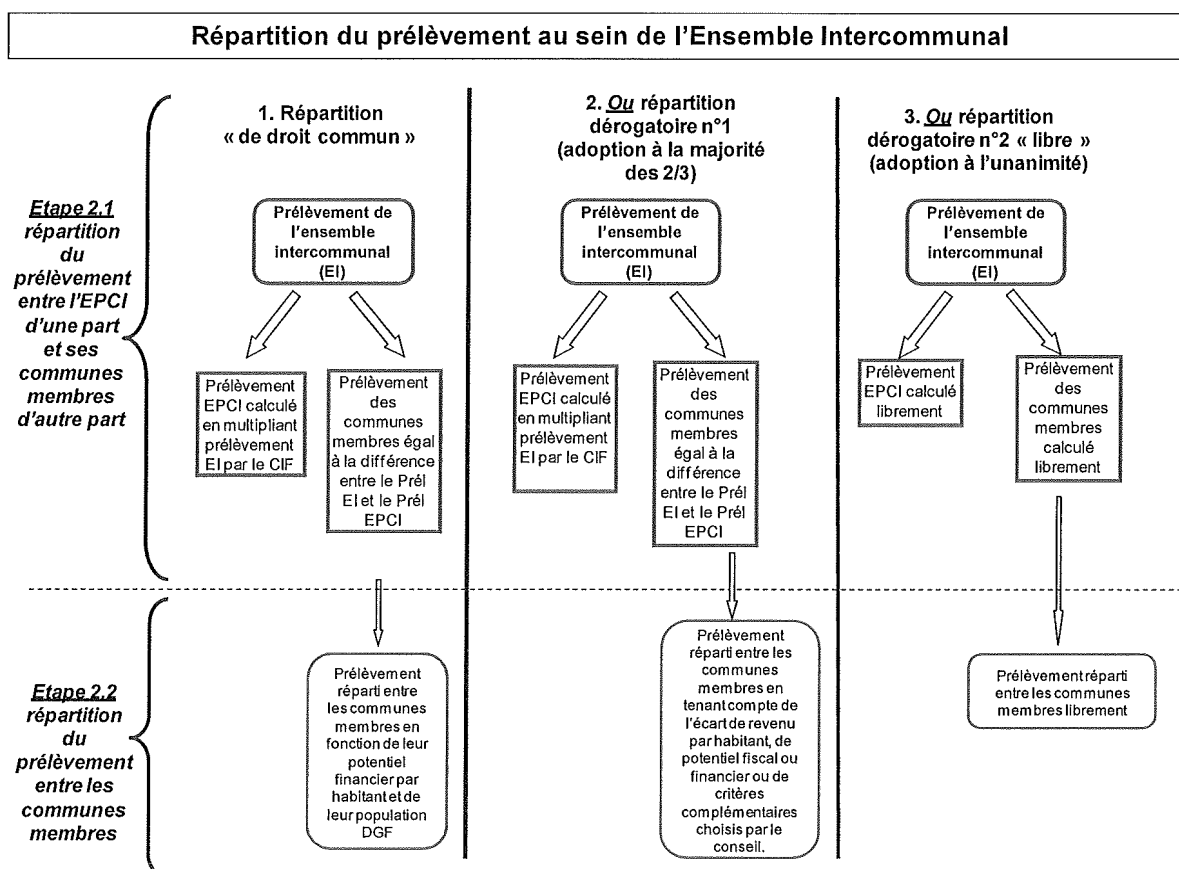 Répartition du prélèvement au sein de l'Ensemble Intercommunal
Etape 2.1
répartition
du
prélèvement
entre l'EPCI
d'une part
et ses
communes
membres
d'autre part
1. Répartition
« de droit commun »
Prélèvement de
l'ensemble
intercommunal
(EI)
Prélèvement
EPCI calculé
en multipliant
prélèvement
EI par le CIF
Prélèvement
des
communes
membres égal
à la différence
entre le Prél
EI et le Prél
EPCI
2. Ou répartition
dérogatoire n°1
(adoption à la majorité
des 2/3)
Prélèvement de
l'ensemble
intercommunal
(EI)
Prélèvement
EPCI calculé
en multipliant
prélèvement
EI par le CIF
Prélèvement
des
communes
membres
égal à la
différence
entre le Prél
EI et le Prél
EPCI
3. Ou répartition
dérogatoire n°2 « libre »
(adoption à l'unanimité)
Prélèvement de
l'ensemble
intercommunal
(EI)
Prélèvement
EPCI calculé
librement
Prélèvement
des
communes
membres
calculé
librement
Etape 2.2
répartition
du
prélèvement
entre les
communes
membres
Prélèvement
réparti entre
les communes
membres en
fonction de leur
potentiel
financier par
habitant et de
leur population
DGF
Prélèvement
réparti entre les
communes
membres en
tenant compte de
l'écart de revenu
par habitant, de
potentiel fiscal ou
financier ou de
critères
complémentaires
choisis par le
conseil.
Prélèvement réparti
entre les communes
membres librement